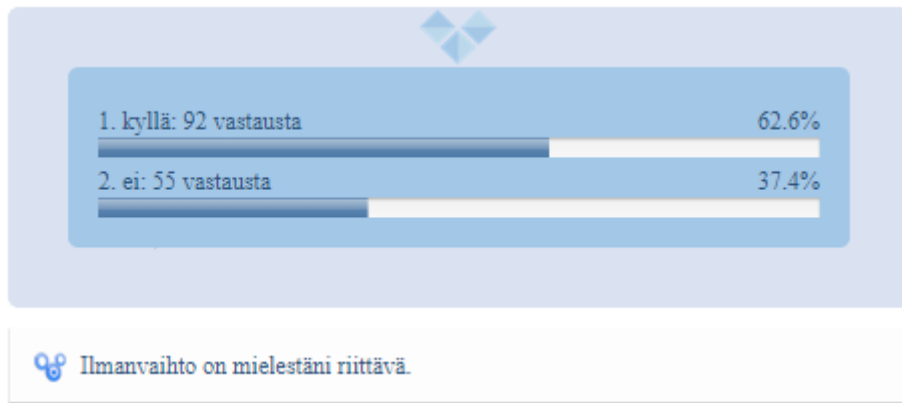 1. kyllä: 92 vastausta 62.6%
2. ei: 55 vastausta 37.4%
Ilmanvaihto on mielestäni riittävä.